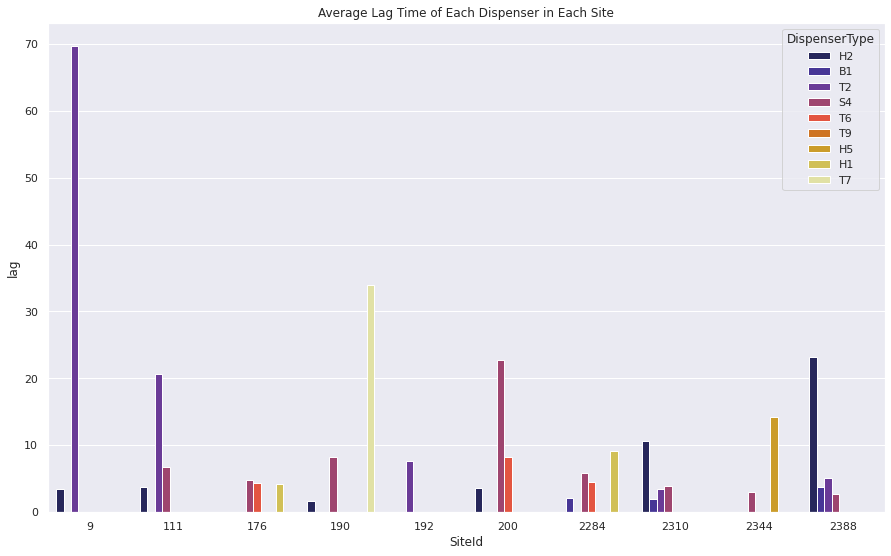 Average Lag Time of Each Dispenser in Each Site
DispenserType
H2
B1
T2
S4
T6
T9
H5
H1
T7
70
60
50
40
30
20
10
0
lag
9 111 176 190 192 200 2284 2310 2344 2388
SiteId